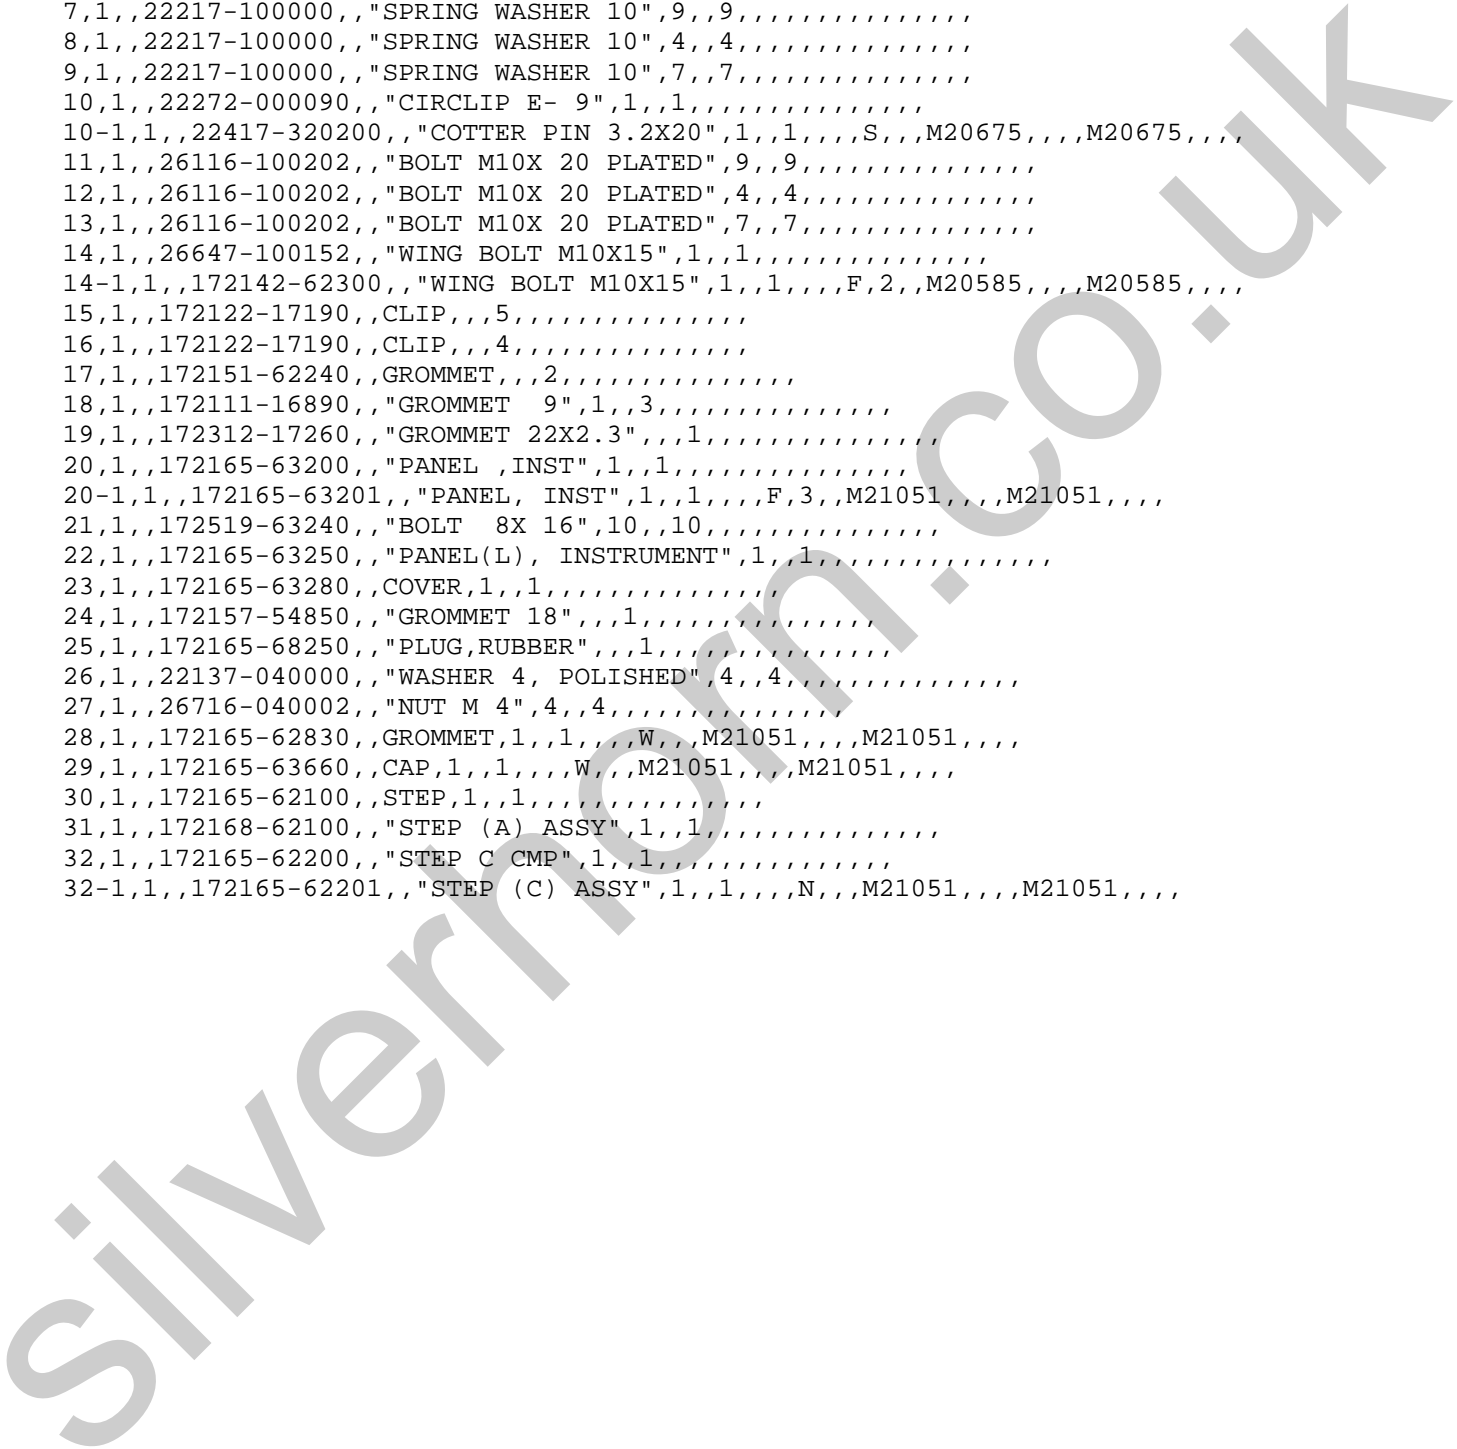 7,1,,22217-100000,,"SPRING WASHER 10",9,,9,,,,,,,,,,,,,,,
8,1,,22217-100000,,"SPRING WASHER 10",4,,4,,,,,,,,,,,,,,,
9,1,,22217-100000,,"SPRING WASHER 10",7,,7,,,,,,,,,,,,,,,
10,1,,22272-000090,,"CIRCLIP E- 9",1,,1,,,,,,,,,,,,,,,
10-1,1,,22417-320200,,"COTTER PIN 3.2X20",1,,1,,,,S,,,M20675,,,,M20675,,,,
11,1,,26116-100202,,"BOLT M10X 20 PLATED",9,,9,,,,,,,,,,,,,,,
12,1,,26116-100202,,"BOLT M10X 20 PLATED",4,,4,,,,,,,,,,,,,,,
13,1,,26116-100202,,"BOLT M10X 20 PLATED",7,,7,,,,,,,,,,,,,,,
14,1,,26647-100152,,"WING BOLT M10X15",1,,1,,,,,,,,,,,,,,,
14-1,1,,172142-62300,,"WING BOLT M10X15",1,,1,,,,F,2,,M20585,,,,M20585,,,,
15,1,,172122-17190,,CLIP,,,5,,,,,,,,,,,,,,,
16,1,,172122-17190,,CLIP,,,4,,,,,,,,,,,,,,,
17,1,,172151-62240,,GROMMET,,,2,,,,,,,,,,,,,,,
18,1,,172111-16890,,"GROMMET  9",1,,3,,,,,,,,,,,,,,,
19,1,,172312-17260,,"GROMMET 22X2.3",,,1,,,,,,,,,,,,,,,
20,1,,172165-63200,,"PANEL ,INST",1,,1,,,,,,,,,,,,,,,
20-1,1,,172165-63201,,"PANEL, INST",1,,1,,,,F,3,,M21051,,,,M21051,,,,
21,1,,172519-63240,,"BOLT  8X 16",10,,10,,,,,,,,,,,,,,,
22,1,,172165-63250,,"PANEL(L), INSTRUMENT",1,,1,,,,,,,,,,,,,,,
23,1,,172165-63280,,COVER,1,,1,,,,,,,,,,,,,,,
24,1,,172157-54850,,"GROMMET 18",,,1,,,,,,,,,,,,,,,
25,1,,172165-68250,,"PLUG,RUBBER",,,1,,,,,,,,,,,,,,,
26,1,,22137-040000,,"WASHER 4, POLISHED",4,,4,,,,,,,,,,,,,,,
27,1,,26716-040002,,"NUT M 4",4,,4,,,,,,,,,,,,,,,
28,1,,172165-62830,,GROMMET,1,,1,,,,W,,,M21051,,,,M21051,,,,
29,1,,172165-63660,,CAP,1,,1,,,,W,,,M21051,,,,M21051,,,,
30,1,,172165-62100,,STEP,1,,1,,,,,,,,,,,,,,,
31,1,,172168-62100,,"STEP (A) ASSY",1,,1,,,,,,,,,,,,,,,
32,1,,172165-62200,,"STEP C CMP",1,,1,,,,,,,,,,,,,,,
32-1,1,,172165-62201,,"STEP (C) ASSY",1,,1,,,,N,,,M21051,,,,M21051,,,,
silverhorn.co.uk